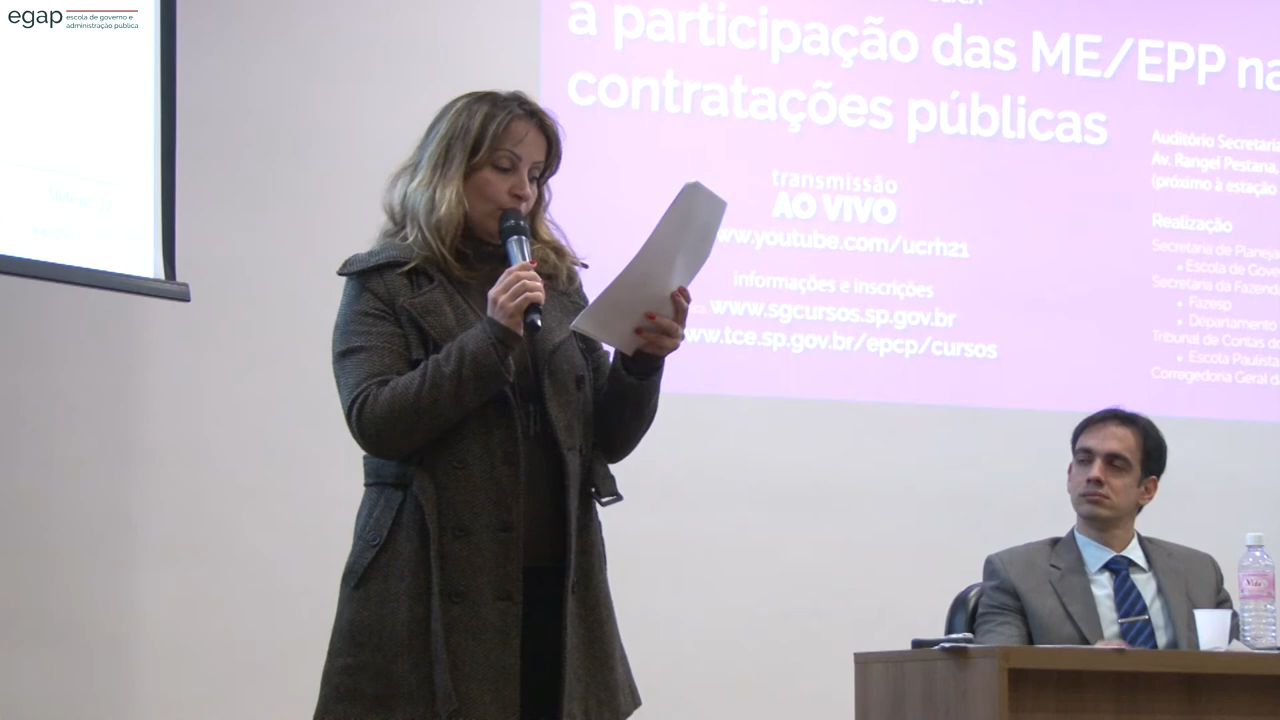 egap
escola de governo e
administração pública
a participação das ME/EPP na
contratações públicas
transmissão
AO VIVO
www.youtube.com/ucrh21
informações e inscrições
www.sgcursos.sp.gov.br
www.tce.sp.gov.br/epcp/cursos
Auditório Secretaria
Av. Rangel Pestana,
(próximo à estação
Realização
Secretaria de Planeja
• Escola de Gove
Secretaria da Fazenda
• Fazesp
• Departamento
Tribunal de Contas do
• Escola Paulista
Corregedoria Geral d
Vida